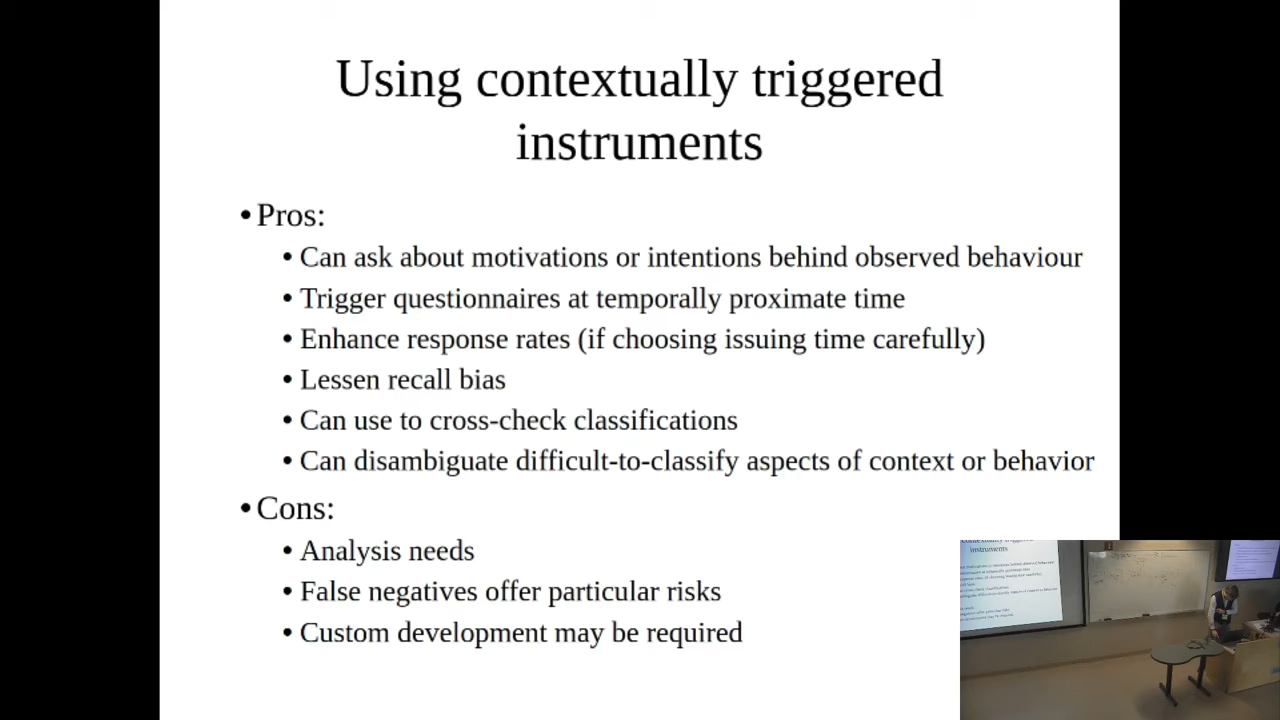 Using contextually triggered
instruments
• Pros:
• Can ask about motivations or intentions behind observed behaviour
• Trigger questionnaires at temporally proximate time
• Enhance response rates (if choosing issuing time carefully)
• Lessen recall bias
• Can use to cross-check classifications
• Can disambiguate difficult-to-classify aspects of context or behavior
• Cons:
• Analysis needs
• False negatives offer particular risks
• Custom development may be required
instruments